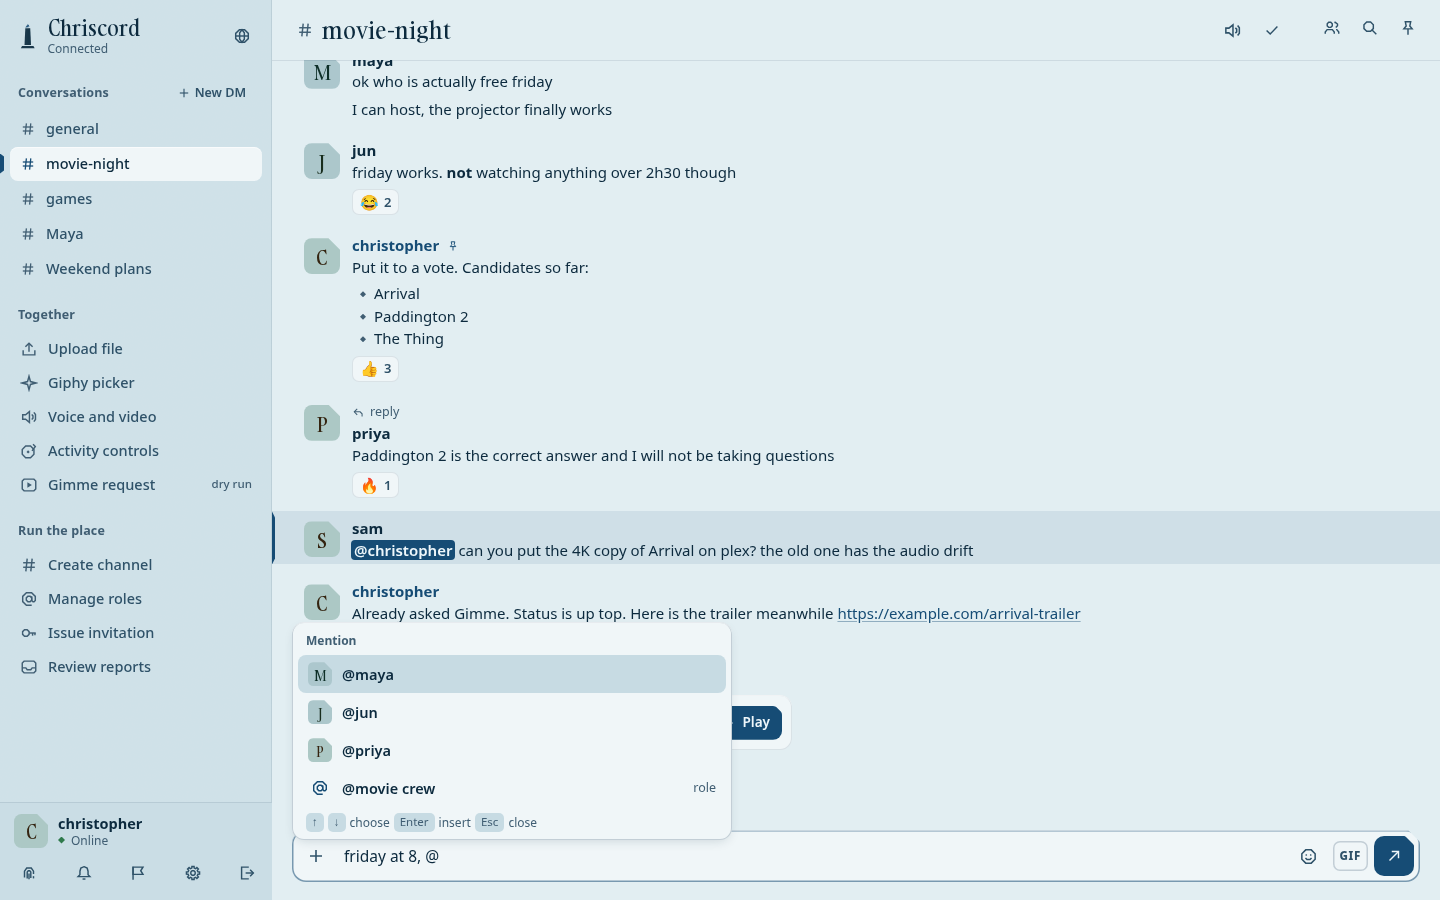 Chriscord
Connected
Conversations
New DM
general
movie-night
games
Maya
Weekend plans
Together
Upload file
Giphy picker
Voice and video
Activity controls
Gimme request dry run
Run the place
Create channel
Manage roles
Issue invitation
Review reports
C
christopher
Online
# movie-night
M
maya
ok who is actually free friday
I can host, the projector finally works
J
jun
friday works. not watching anything over 2h30 though
😂 2
C
christopher
Put it to a vote. Candidates so far:
Arrival
Paddington 2
The Thing
👍 3
reply
P
priya
Paddington 2 is the correct answer and I will not be taking questions
🔥 1
S
sam
@christopher can you put the 4K copy of Arrival on plex? the old one has the audio drift
C
christopher
Already asked Gimme. Status is up top. Here is the trailer meanwhile https://example.com/arrival-trailer
Play
Mention
M @maya
J @jun
P @priya
@ @movie crew role
↑ ↓ choose Enter insert Esc close
friday at 8, @
GIF